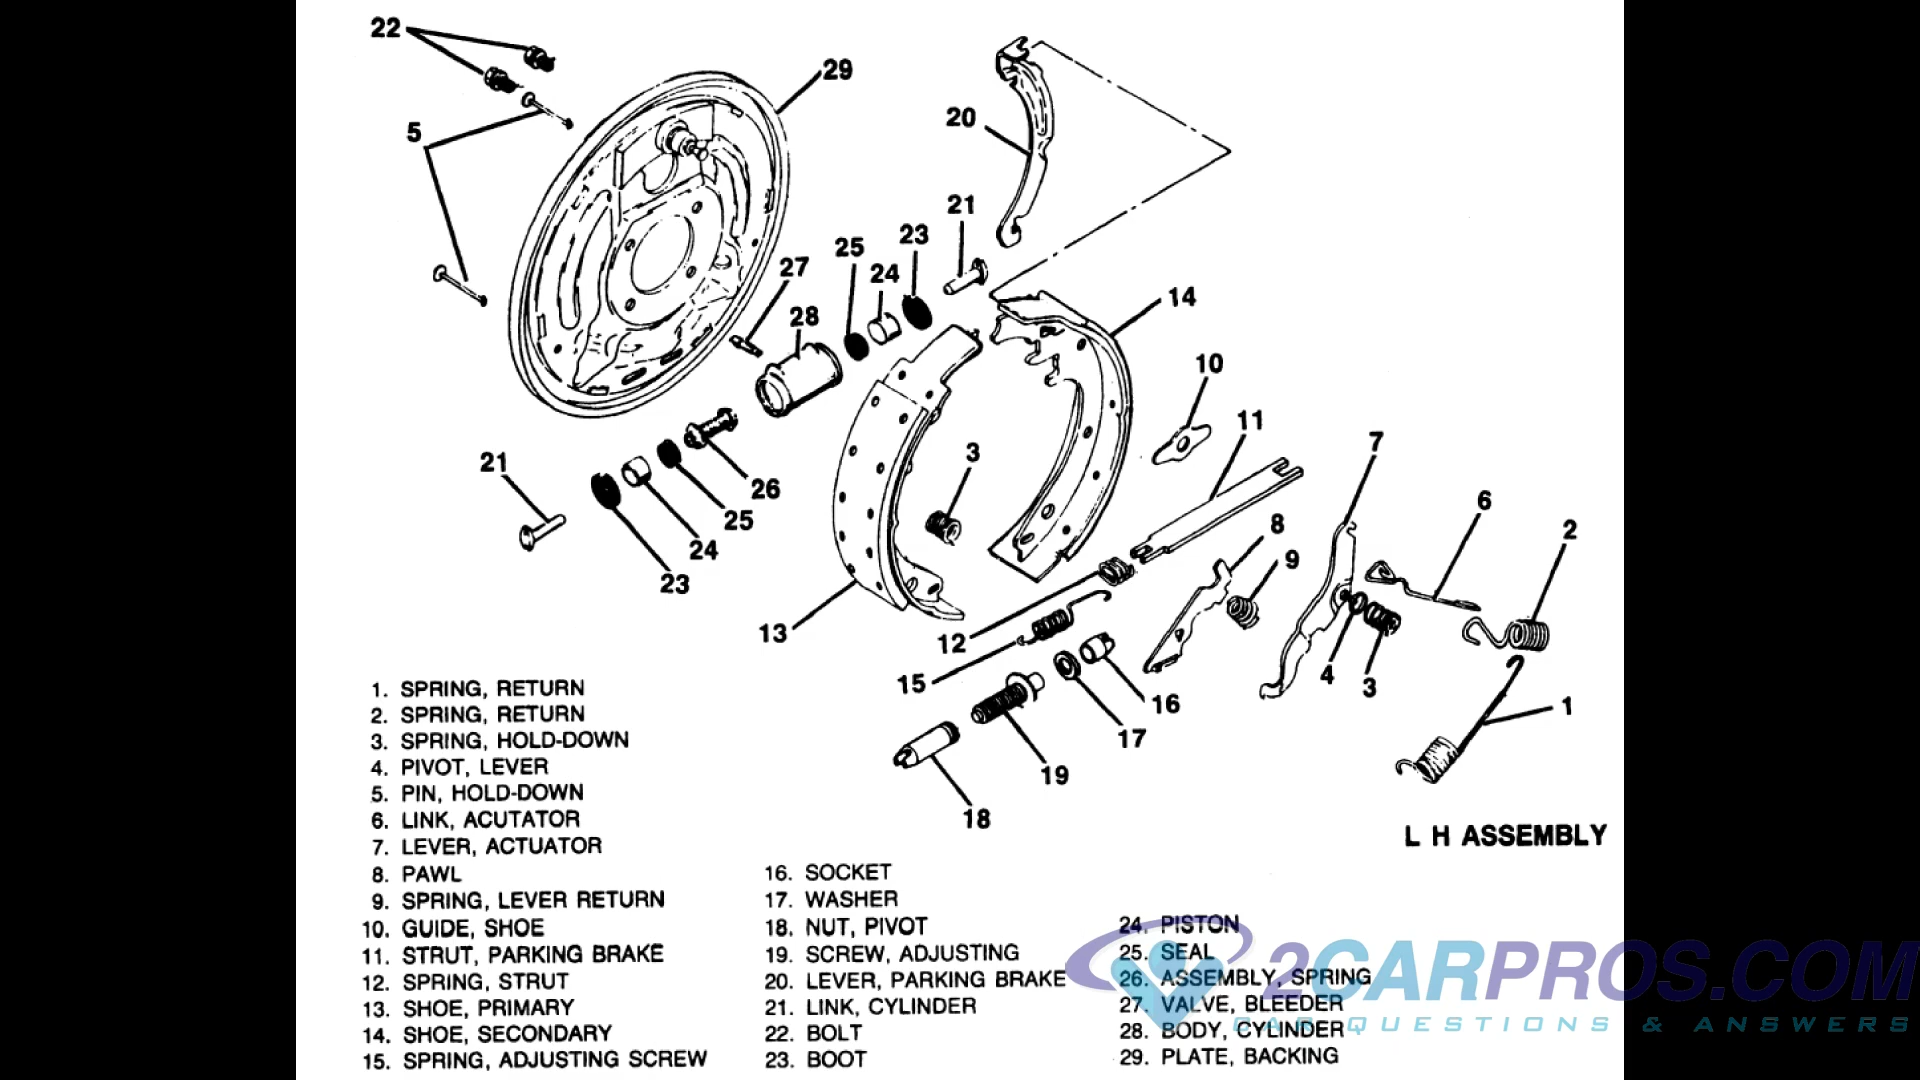 22
29
5
20
21
23
25
24
27
28
14
10
11
3
7
21
26
25
24
23
6
8
2
9
13
12
15
4
3
16
17
1
19
18
L H ASSEMBLY
1. SPRING, RETURN
2. SPRING, RETURN
3. SPRING, HOLD-DOWN
4. PIVOT, LEVER
5. PIN, HOLD-DOWN
6. LINK, ACUTATOR
7. LEVER, ACTUATOR
8. PAWL
9. SPRING, LEVER RETURN
10. GUIDE, SHOE
11. STRUT, PARKING BRAKE
12. SPRING, STRUT
13. SHOE, PRIMARY
14. SHOE, SECONDARY
15. SPRING, ADJUSTING SCREW
16. SOCKET
17. WASHER
18. NUT, PIVOT
19. SCREW, ADJUSTING
20. LEVER, PARKING BRAKE
21. LINK, CYLINDER
22. BOLT
23. BOOT
24. PISTON
25. SEAL
26. ASSEMBLY, SPRING
27. VALVE, BLEEDER
28. BODY, CYLINDER
29. PLATE, BACKING
2CARPROS.COM
CAR QUESTIONS & ANSWERS